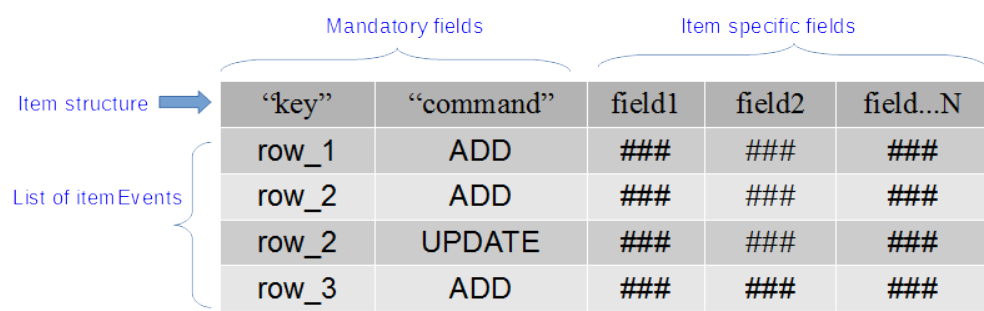 Mandatory fields Item specific fields
Item structure “key” “command” field1 field2 field...N
row_1 ADD ### ### ###
List of itemEvents row_2 ADD ### ### ###
row_2 UPDATE ### ### ###
row_3 ADD ### ### ###